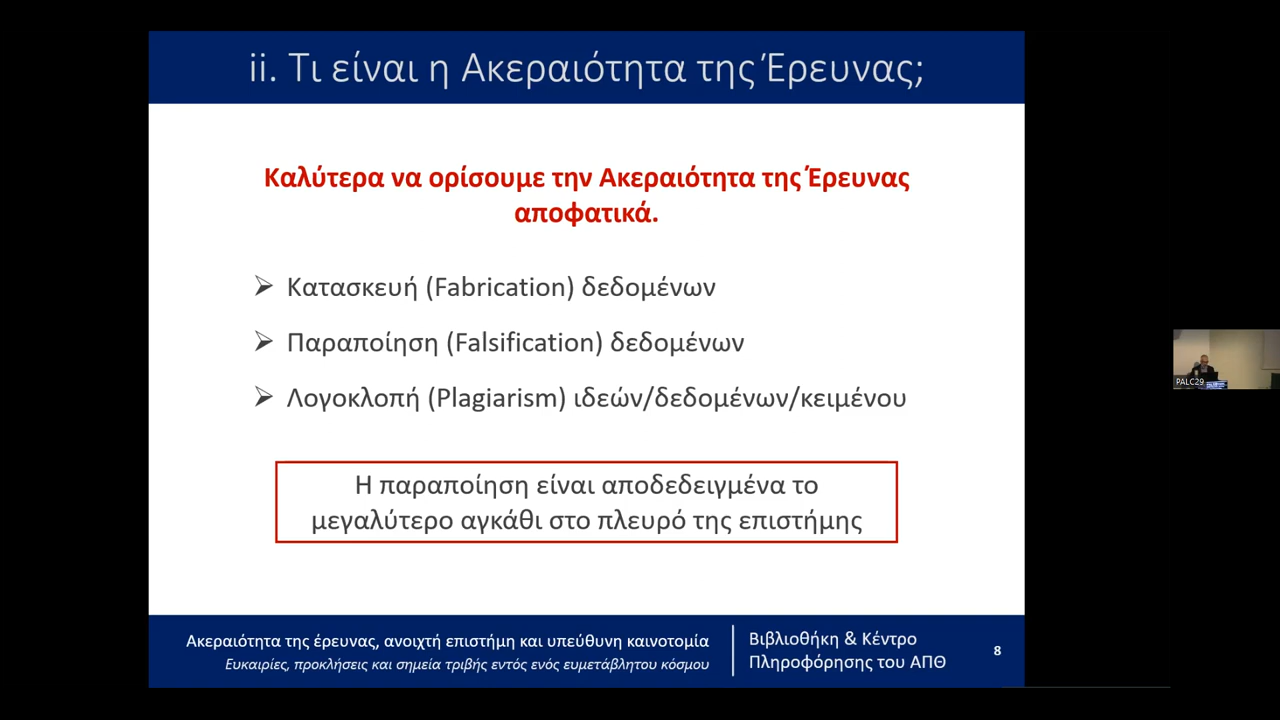 ii. Τι είναι η Ακεραιότητα της Έρευνας;
Καλύτερα να ορίσουμε την Ακεραιότητα της Έρευνας
αποφατικά.
➢ Κατασκευή (Fabrication) δεδομένων
➢ Παραποίηση (Falsification) δεδομένων
➢ Λογοκλοπή (Plagiarism) ιδεών/δεδομένων/κειμένου
Η παραποίηση είναι αποδεδειγμένα το
μεγαλύτερο αγκάθι στο πλευρό της επιστήμης
Ακεραιότητα της έρευνας, ανοιχτή επιστήμη και υπεύθυνη καινοτομία
Ευκαιρίες, προκλήσεις και σημεία τριβής εντός ενός ευμετάβλητου κόσμου
Βιβλιοθήκη & Κέντρο
Πληροφόρησης του ΑΠΘ
8
PALC29